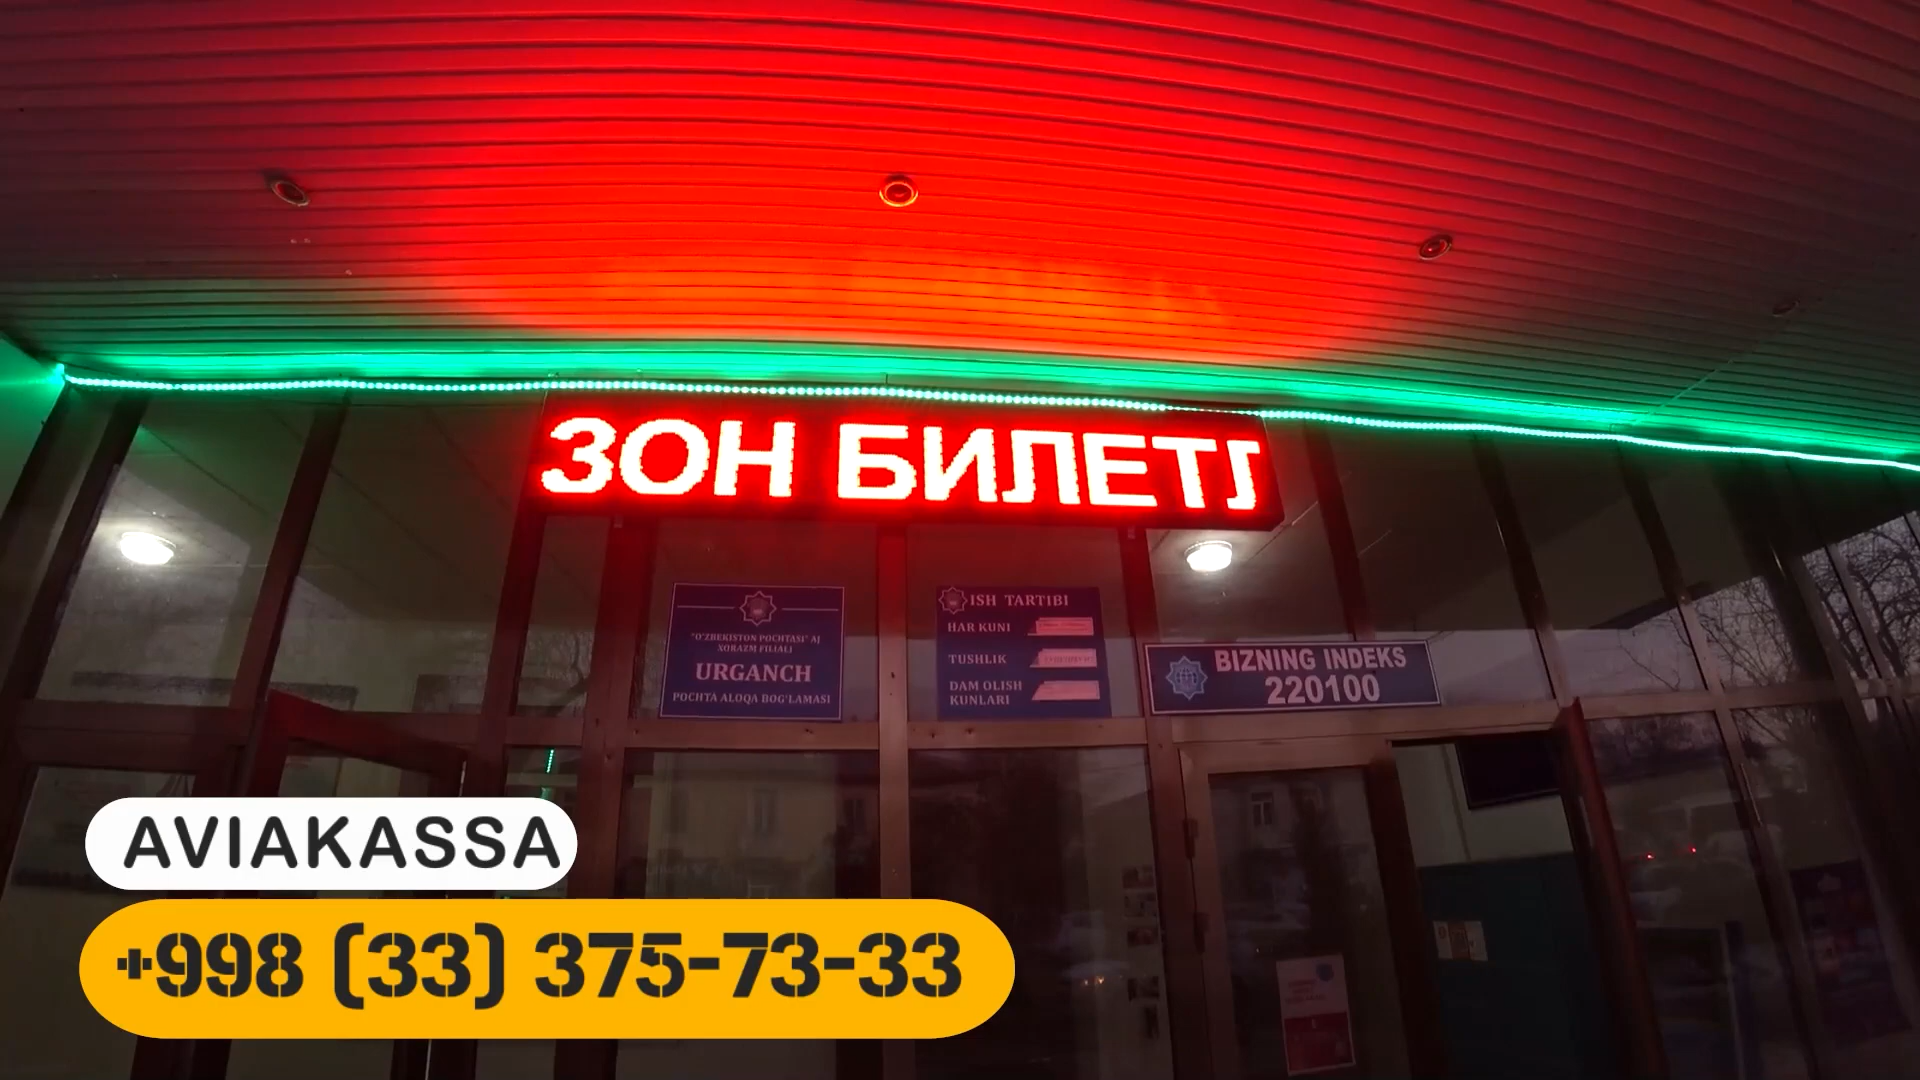 ЗОН БИЛЕТ
"O'ZBEKISTON POCHTASI" AJ
XORAZM FILIALI
URGANCH
POCHTA ALOQA BOG'LAMASI
ISH TARTIBI
HAR KUNI
TUSHLIK
DAM OLISH
KUNLARI
BIZNING INDEKS
220100
AVIAKASSA
+998 (33) 375-73-33